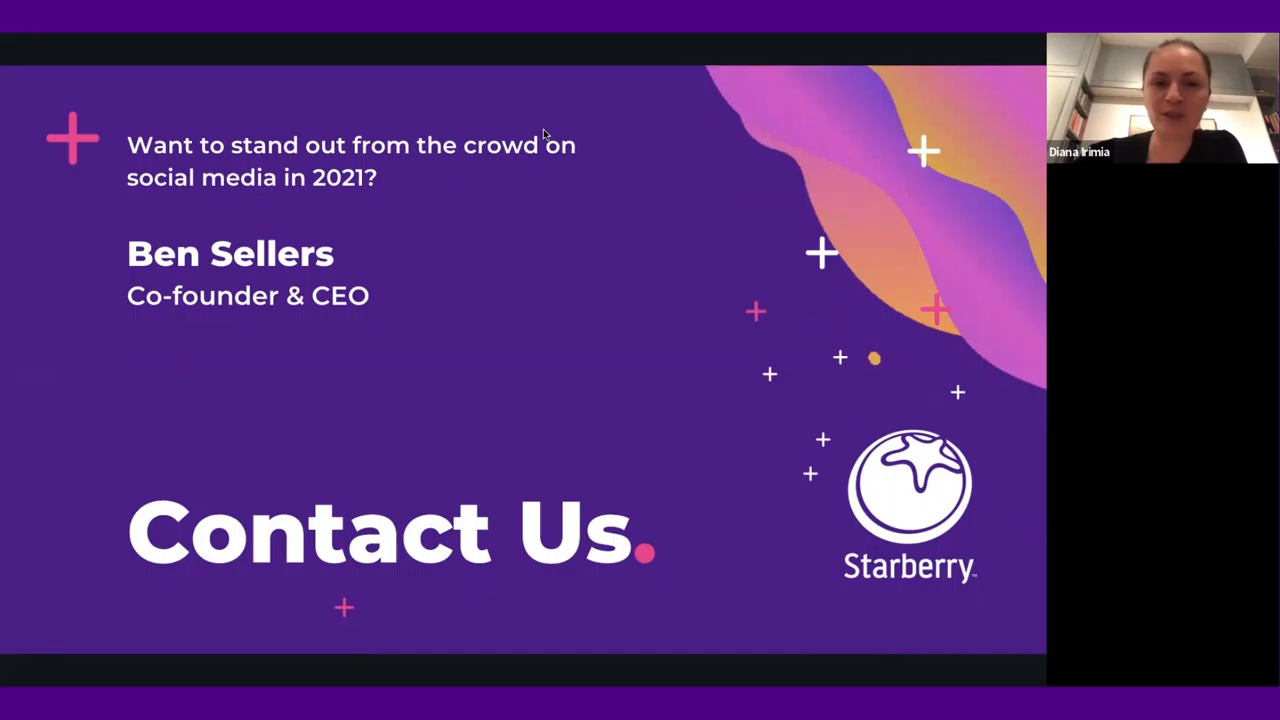 Want to stand out from the crowd on
social media in 2021?
Ben Sellers
Co-founder & CEO
Contact Us.
Starberry™
Diana Irimia